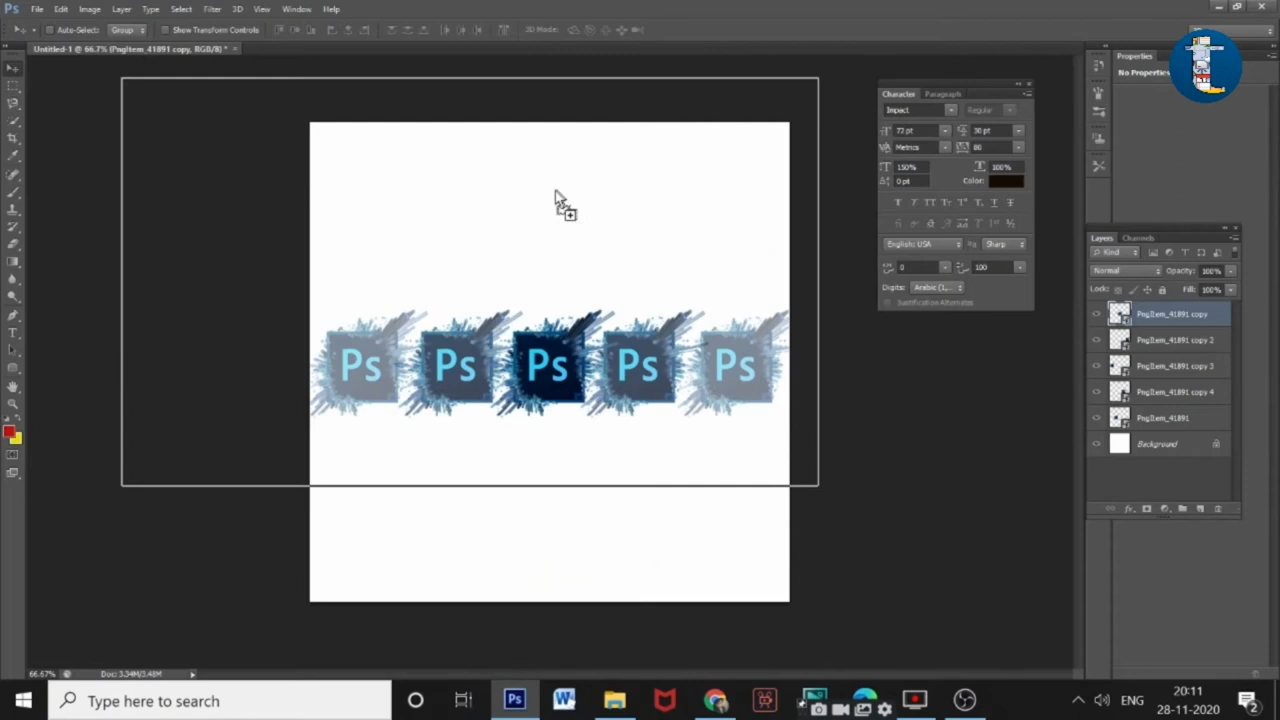 Ps File Edit Image Layer Type Select Filter 3D View Window Help
Auto-Select: Group Show Transform Controls 3D Mode:
Untitled-1 @ 66.7% (PngItem_41891 copy, RGB/8) * ×
Properties
No Properties
Character Paragraph
Impact Regular
72 pt 30 pt
Metrics 80
150% 100%
0 pt Color:
English: USA Sharp
0 100
Digits: Arabic (1,...
Justification Alternates
Layers Channels
Kind
Normal Opacity: 100%
Lock: Fill: 100%
PngItem_41891 copy
PngItem_41891 copy 2
PngItem_41891 copy 3
PngItem_41891 copy 4
PngItem_41891
Background
Ps Ps Ps Ps Ps
66.67% Doc: 3.34M/3.48M
Type here to search
Ps
ENG
20:11
28-11-2020
2